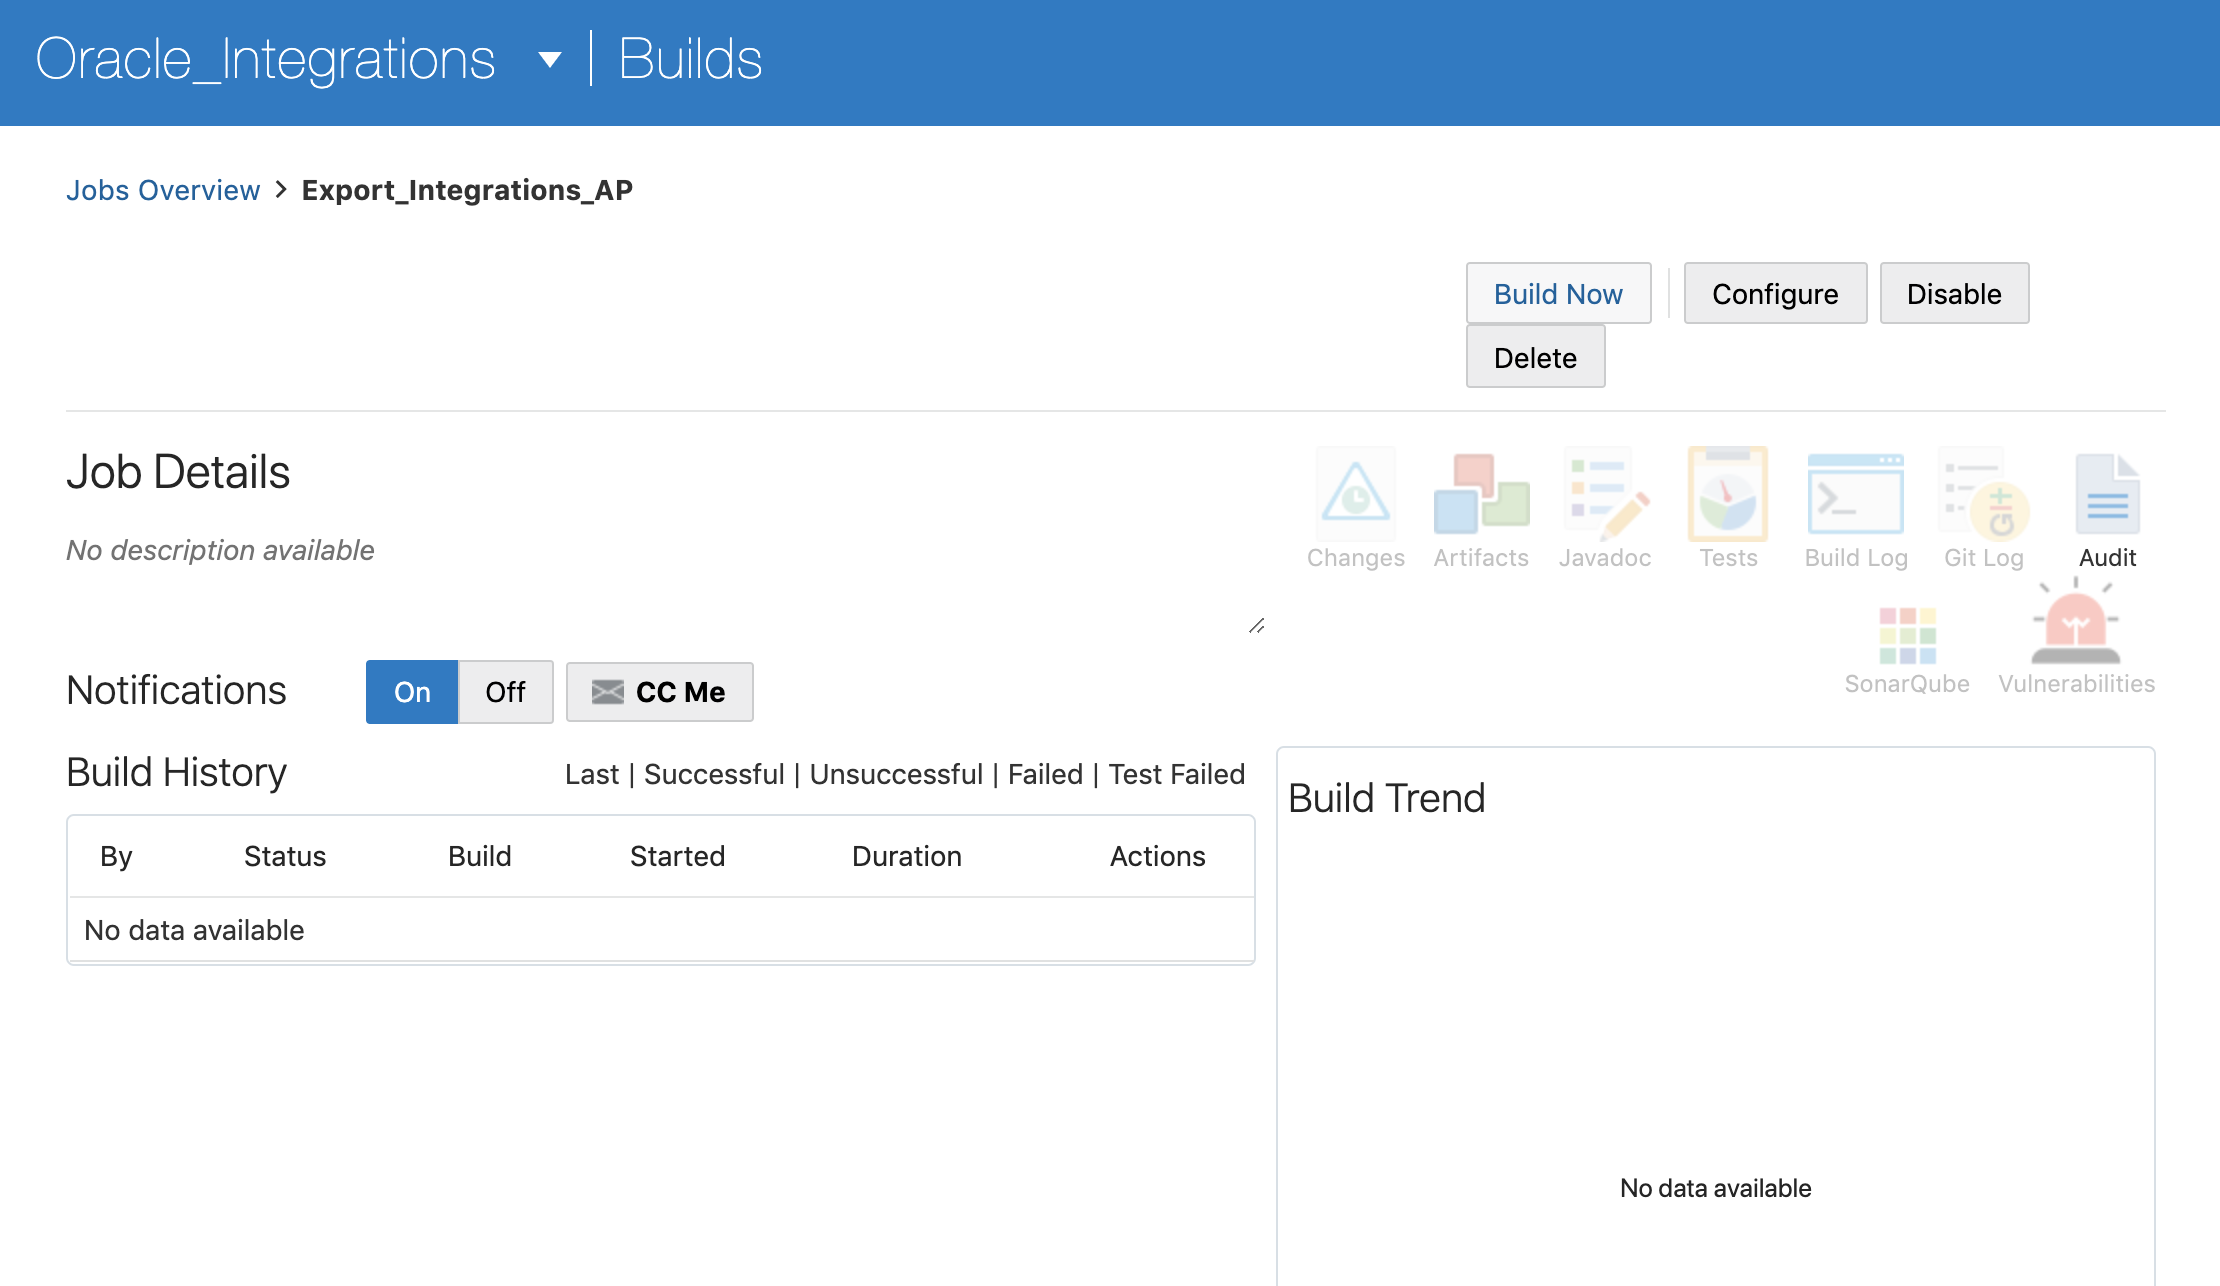 Oracle_Integrations | Builds
Jobs Overview > Export_Integrations_AP
Build Now
Configure
Disable
Delete
Job Details
No description available
Changes
Artifacts
Javadoc
Tests
Build Log
Git Log
Audit
SonarQube
Vulnerabilities
Notifications
On
Off
CC Me
Build History
Last | Successful | Unsuccessful | Failed | Test Failed
By Status Build Started Duration Actions
No data available
Build Trend
No data available